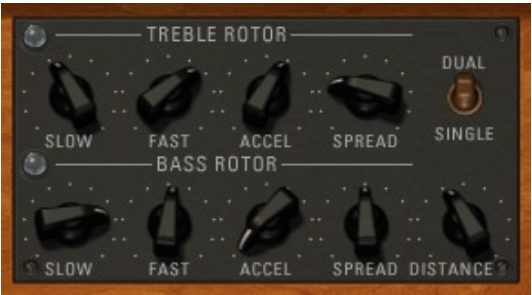 TREBLE ROTOR
DUAL
SLOW FAST ACCEL SPREAD SINGLE
BASS ROTOR
SLOW FAST ACCEL SPREAD DISTANCE